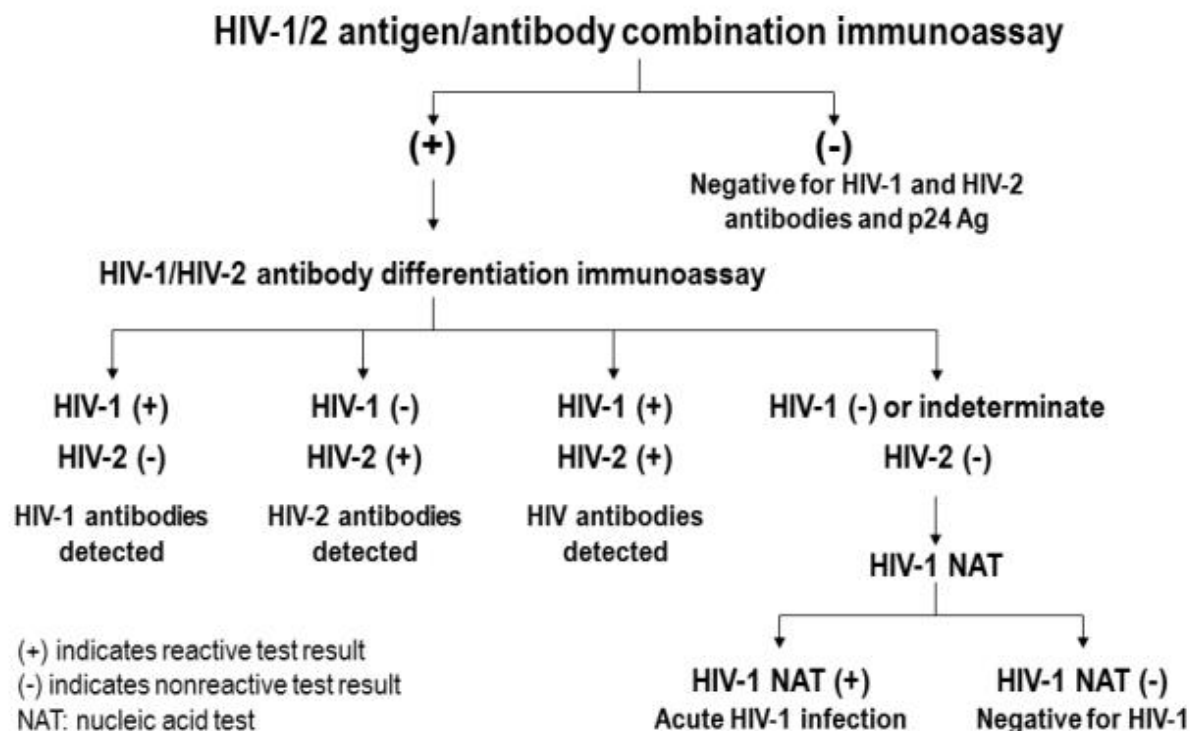 HIV-1/2 antigen/antibody combination immunoassay
(+)
(-)
Negative for HIV-1 and HIV-2
antibodies and p24 Ag
HIV-1/HIV-2 antibody differentiation immunoassay
HIV-1 (+)
HIV-2 (-)
HIV-1 antibodies
detected
HIV-1 (-)
HIV-2 (+)
HIV-2 antibodies
detected
HIV-1 (+)
HIV-2 (+)
HIV antibodies
detected
HIV-1 (-) or indeterminate
HIV-2 (-)
HIV-1 NAT
HIV-1 NAT (+)
Acute HIV-1 infection
HIV-1 NAT (-)
Negative for HIV-1
(+) indicates reactive test result
(-) indicates nonreactive test result
NAT: nucleic acid test